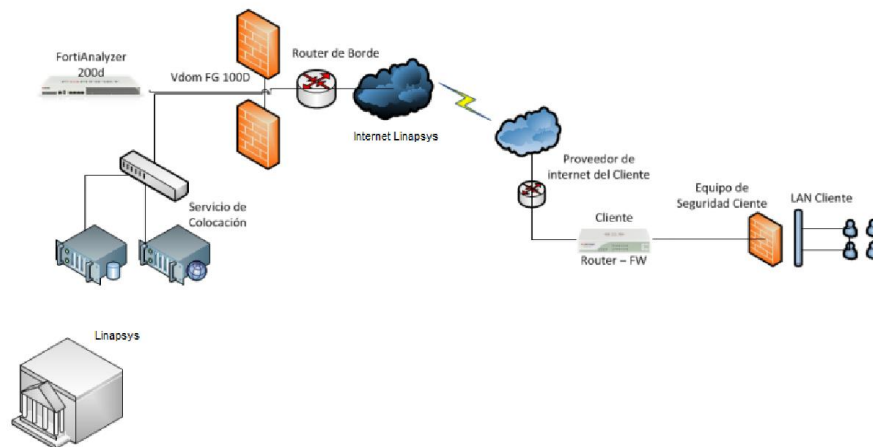 FortiAnalyzer
200d
Vdom FG 100D
Router de Borde
Internet Linapsys
Servicio de
Colocación
Proveedor de
internet del Cliente
Cliente
Router – FW
Equipo de
Seguridad Ciente
LAN Cliente
Linapsys